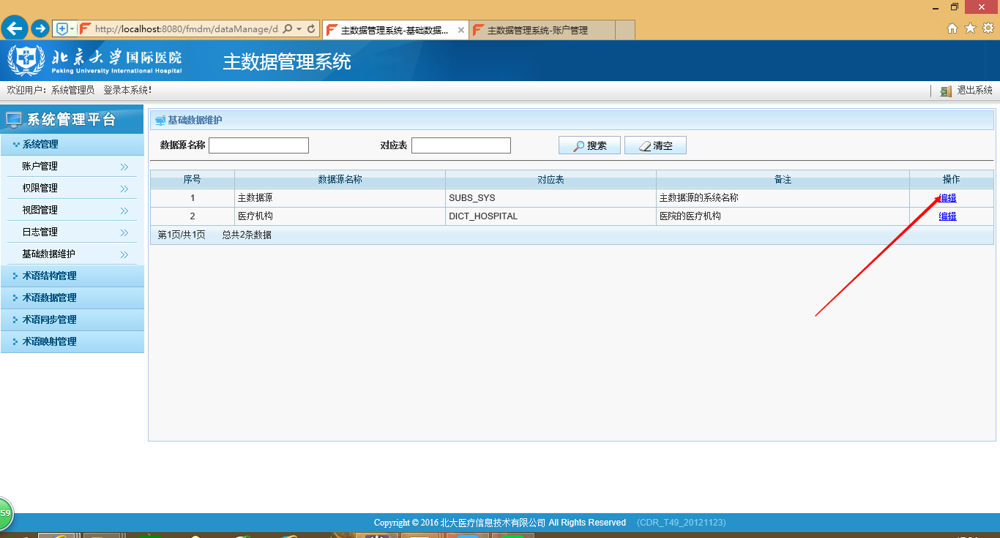 http://localhost:8080/fmdm/dataManage/d
主数据管理系统-基础数据...
主数据管理系统-账户管理
北京大学国际医院
Peking University International Hospital
主数据管理系统
欢迎用户：系统管理员 登录本系统!
退出系统
系统管理平台
系统管理
账户管理
权限管理
视图管理
日志管理
基础数据维护
术语结构管理
术语数据管理
术语同步管理
术语映射管理
基础数据维护
数据源名称 对应表 搜索 清空
序号 数据源名称 对应表 备注 操作
1 主数据源 SUBS_SYS 主数据源的系统名称 编辑
2 医疗机构 DICT_HOSPITAL 医院的医疗机构 编辑
第1页/共1页 总共2条数据
59
Copyright © 2016 北大医疗信息技术有限公司 All Rights Reserved (CDR_T49_20121123)